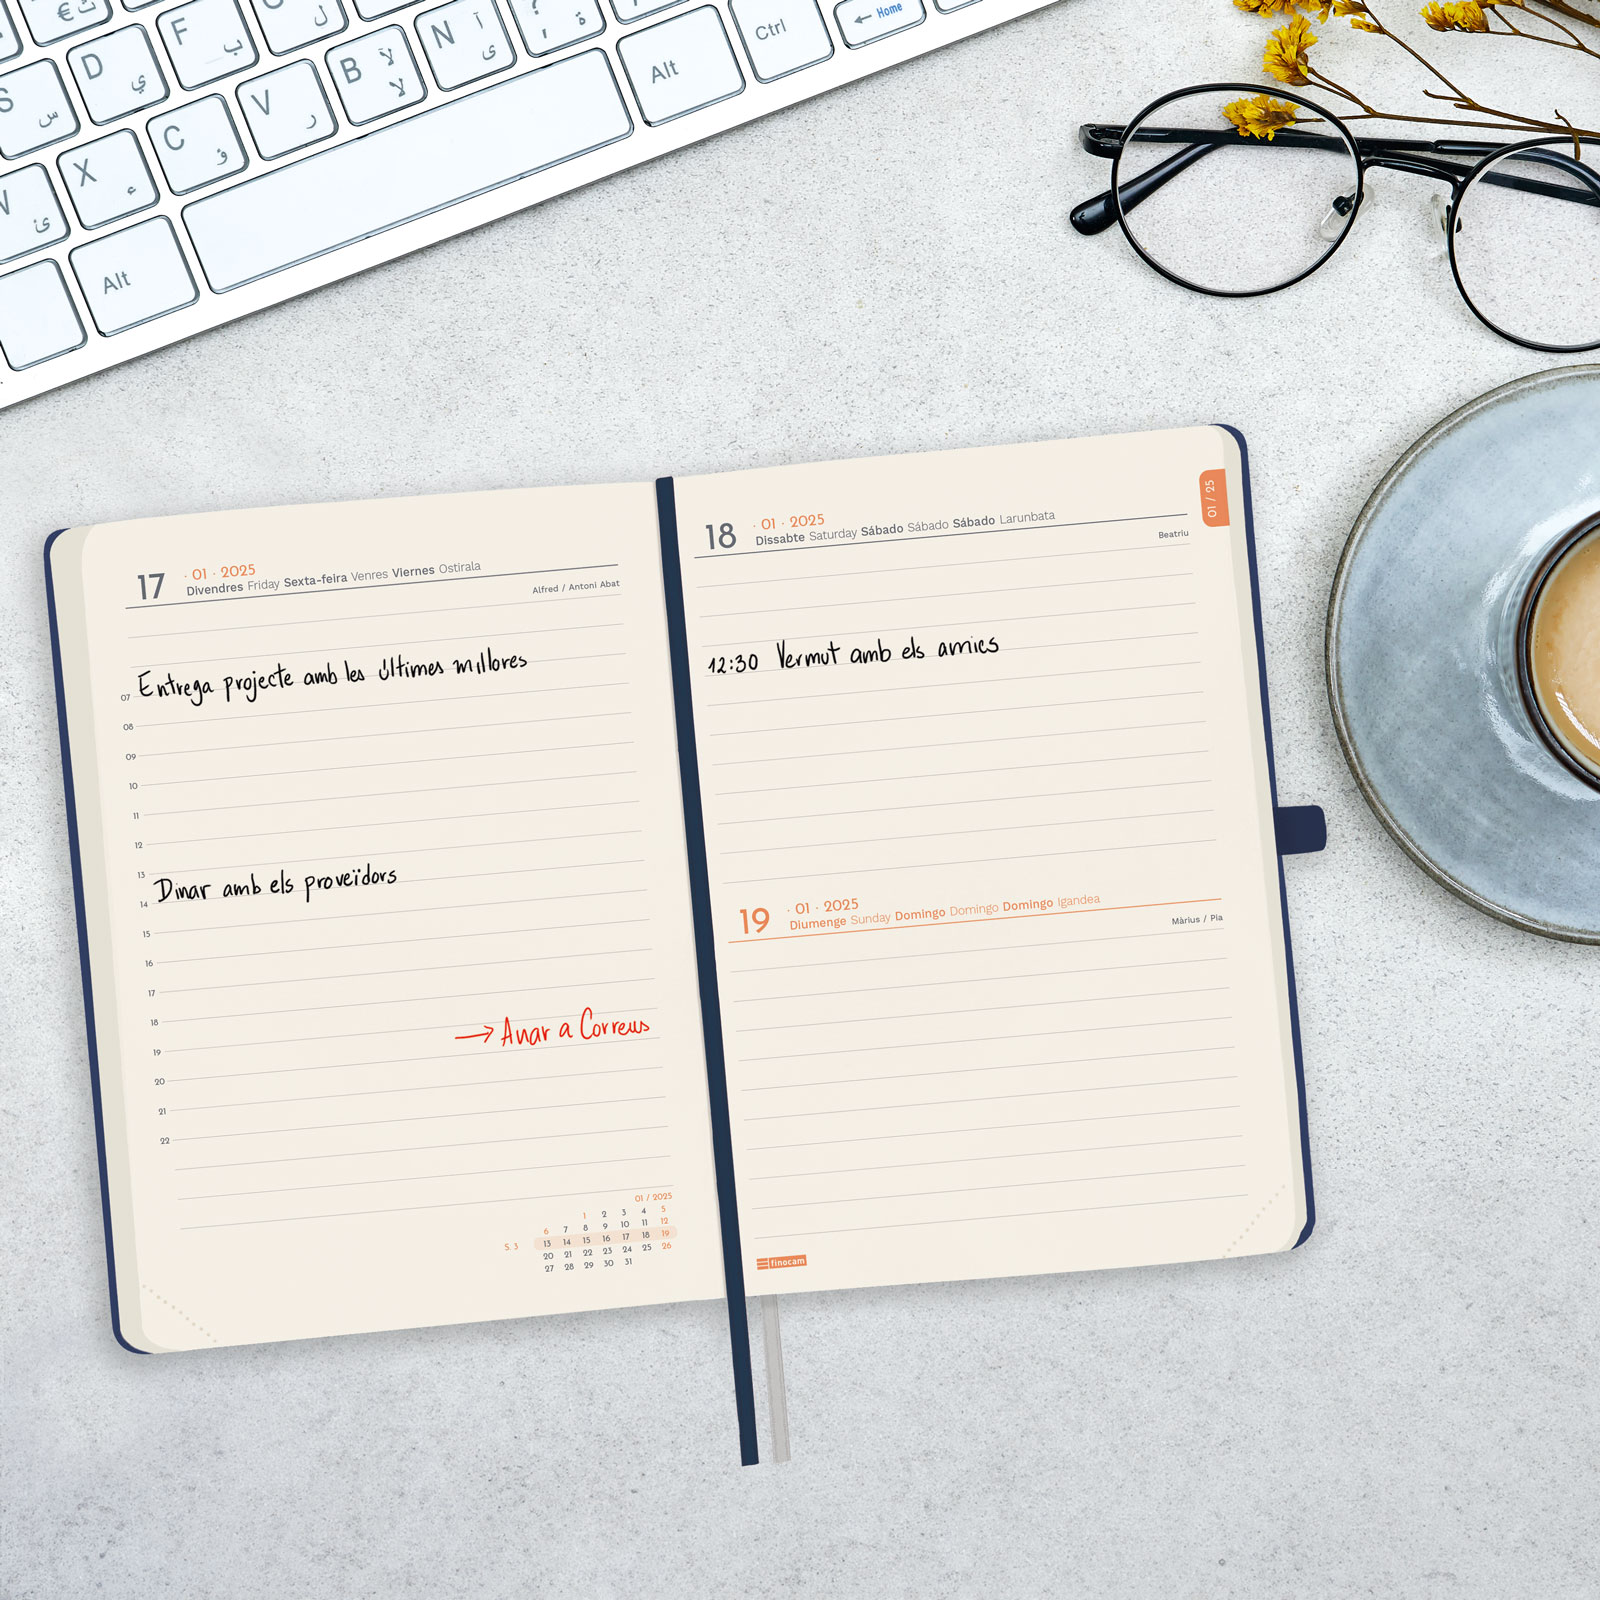 € ث
F ب
ل
D ي
S س
N آ ى
؟ ة
B لآ لا
V ر
C ؤ
X ء
ئ
Alt
Alt
Ctrl
← Home
17 · 01 · 2025
Divendres Friday Sexta-feira Venres Viernes Ostirala
Alfred / Antoni Abat
Entrega projecte amb les últimes millores
07
08
09
10
11
12
13
Dinar amb els proveïdors
14
15
16
17
18
→ Anar a Correus
19
20
21
22
01 / 2025
1 2 3 4 5
6 7 8 9 10 11 12
S. 3 13 14 15 16 17 18 19
20 21 22 23 24 25 26
27 28 29 30 31
01 / 25
18 · 01 · 2025
Dissabte Saturday Sábado Sábado Sábado Larunbata
Beatriu
12:30 Vermut amb els amics
19 · 01 · 2025
Diumenge Sunday Domingo Domingo Domingo Igandea
Màrius / Pia
finocam